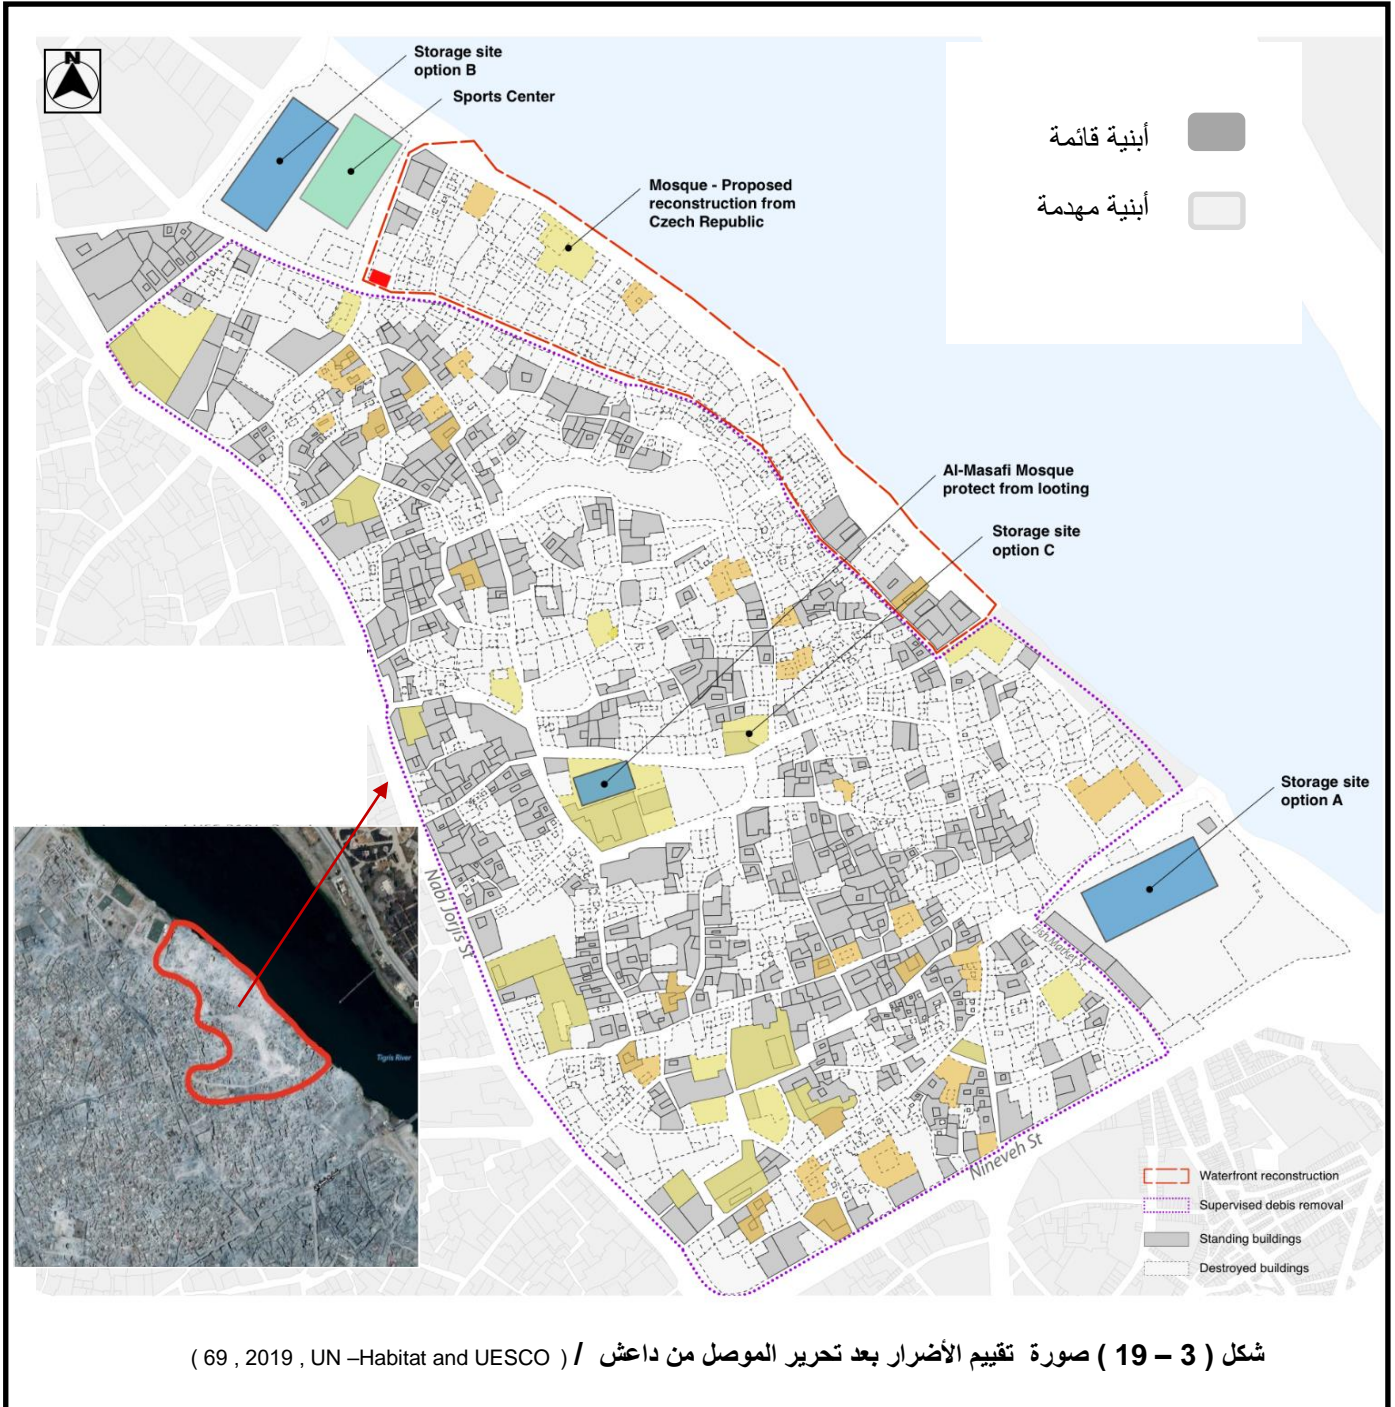 N
Storage site
option B
Sports Center
Mosque - Proposed
reconstruction from
Czech Republic
أبنية قائمة
أبنية مهدمة
Al-Masafi Mosque
protect from looting
Storage site
option C
Storage site
option A
Nabi Jorjis St
Fish Market St
Nineveh St
Tigris River
Waterfront reconstruction
Supervised debis removal
Standing buildings
Destroyed buildings
شكل ( 3 – 19 ) صورة تقييم الأضرار بعد تحرير الموصل من داعش / ( 69 , 2019 , UN –Habitat and UESCO )